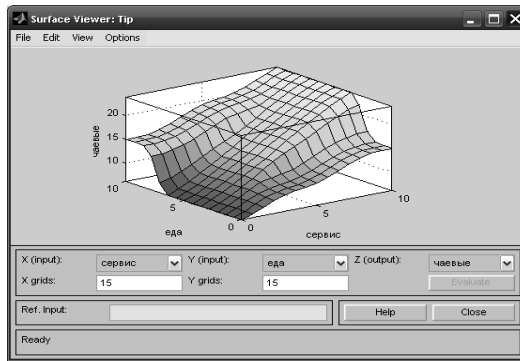 Surface Viewer: Tip
File Edit View Options
чаевые
20
15
10
10
5
0
еда
0
5
10
сервис
X (input): сервис Y (input): еда Z (output): чаевые
X grids: 15 Y grids: 15 Evaluate
Ref. Input: Help Close
Ready